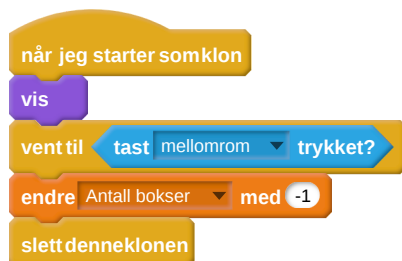 når jeg starter som klon
vis
vent til tast mellomrom trykket?
endre Antall bokser med -1
slett denne klonen